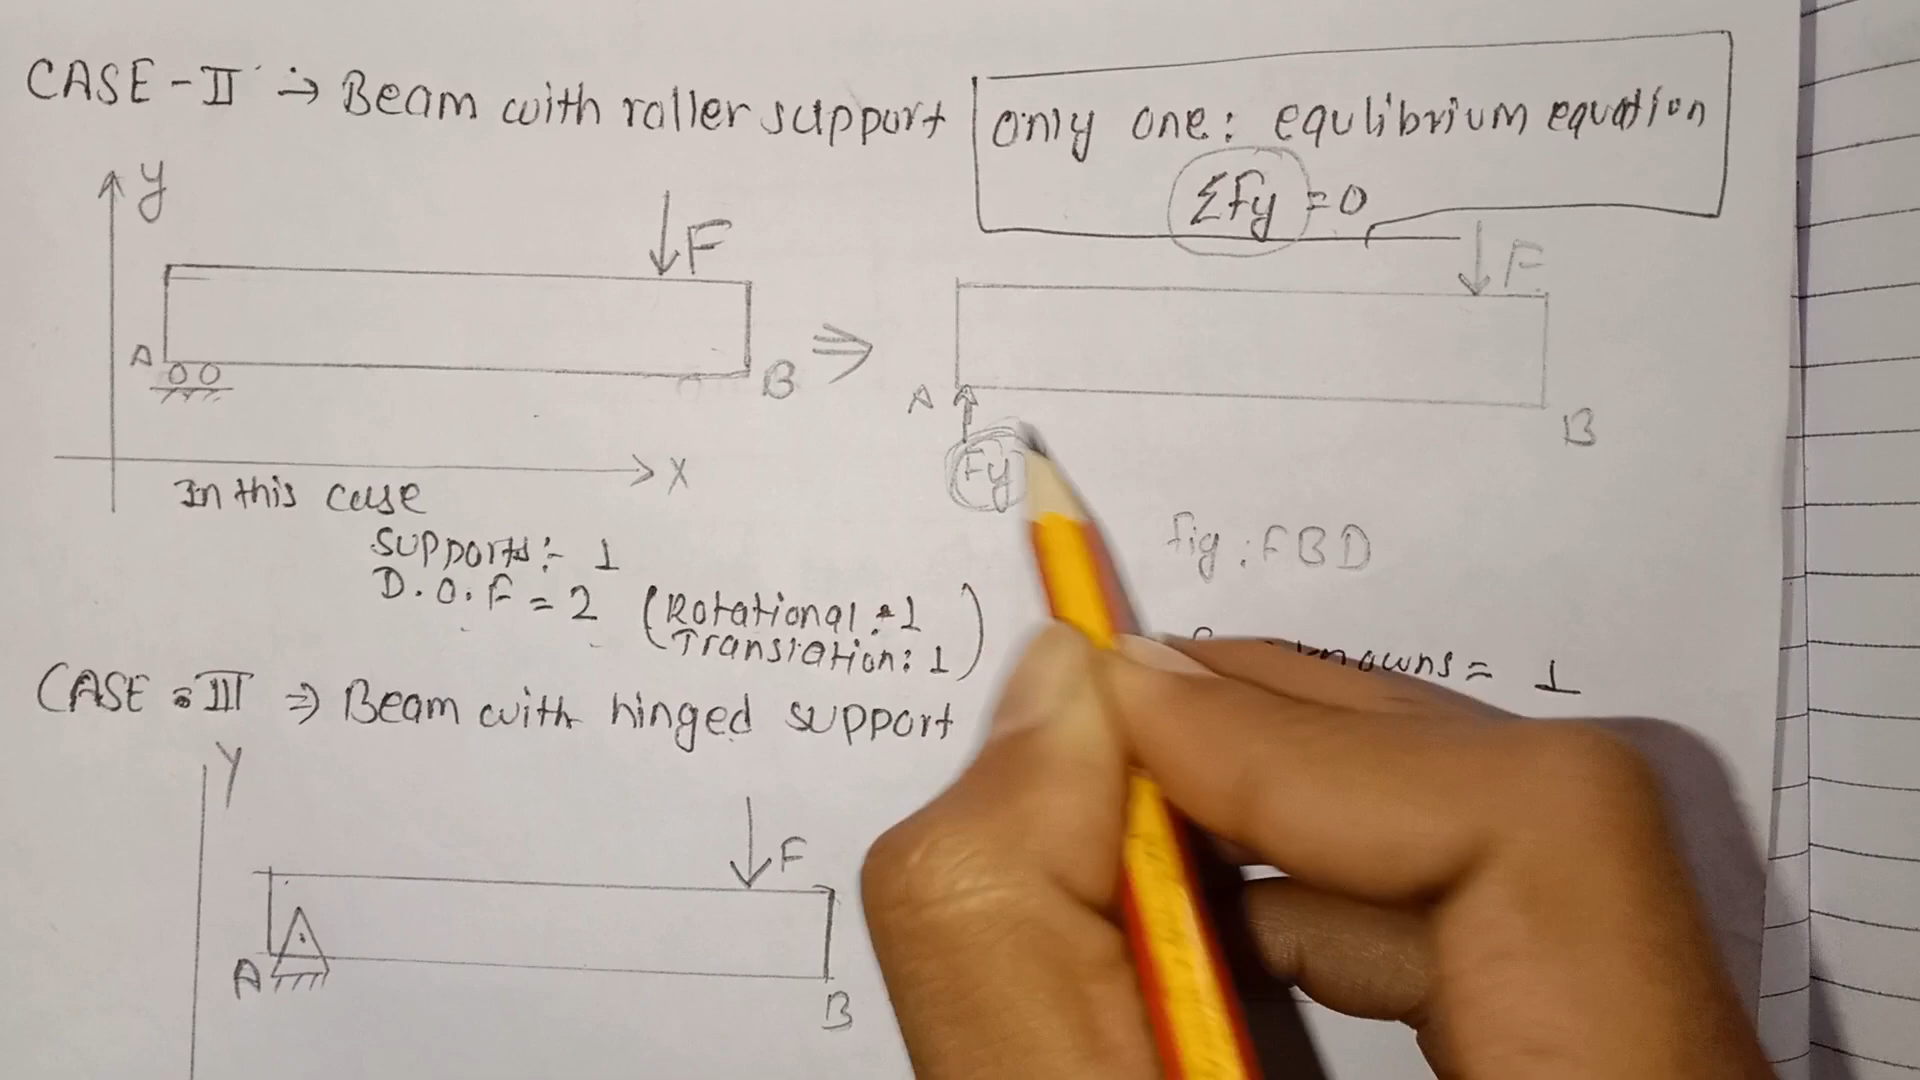 CASE-II ⇒ Beam with roller support
only one: equlibrium equation
ΣFy = 0
y
F
A
B
X
F
A
B
Fy
In this case
Supports:- 1
D.O.F = 2 (Rotational: 1
Translation: 1)
fig: FBD
= 1
CASE: III ⇒ Beam with hinged support
Y
F
A
B